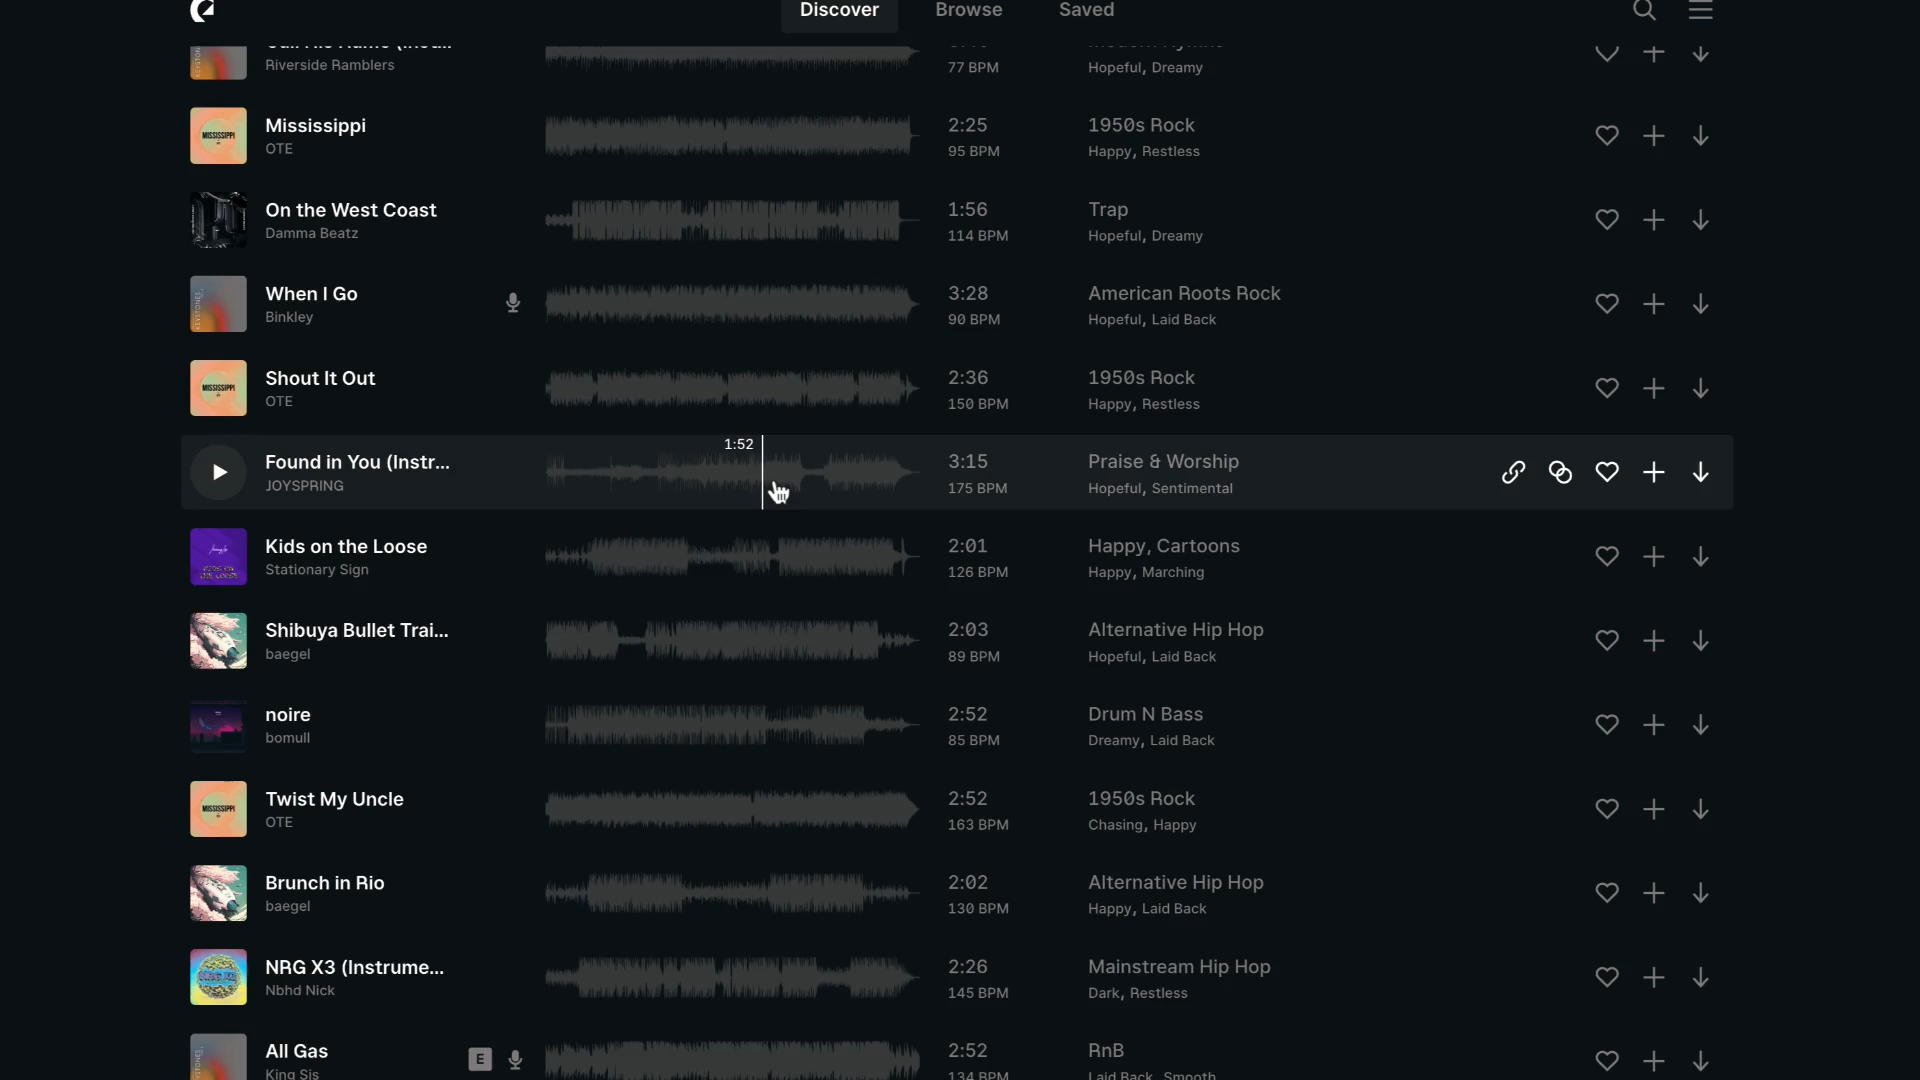 Discover
Browse
Saved
Riverside Ramblers
77 BPM
Hopeful, Dreamy
MISSISSIPPI
Mississippi
OTE
2:25
95 BPM
1950s Rock
Happy, Restless
On the West Coast
Damma Beatz
1:56
114 BPM
Trap
Hopeful, Dreamy
When I Go
Binkley
3:28
90 BPM
American Roots Rock
Hopeful, Laid Back
MISSISSIPPI
Shout It Out
OTE
2:36
150 BPM
1950s Rock
Happy, Restless
Found in You (Instr...
JOYSPRING
1:52
3:15
175 BPM
Praise & Worship
Hopeful, Sentimental
Kids on the Loose
Stationary Sign
2:01
126 BPM
Happy, Cartoons
Happy, Marching
Shibuya Bullet Trai...
baegel
2:03
89 BPM
Alternative Hip Hop
Hopeful, Laid Back
noire
bomull
2:52
85 BPM
Drum N Bass
Dreamy, Laid Back
MISSISSIPPI
Twist My Uncle
OTE
2:52
163 BPM
1950s Rock
Chasing, Happy
Brunch in Rio
baegel
2:02
130 BPM
Alternative Hip Hop
Happy, Laid Back
NRG X3
NRG X3 (Instrume...
Nbhd Nick
2:26
145 BPM
Mainstream Hip Hop
Dark, Restless
All Gas
King Sis
E
2:52
134 BPM
RnB
Laid Back, Smooth